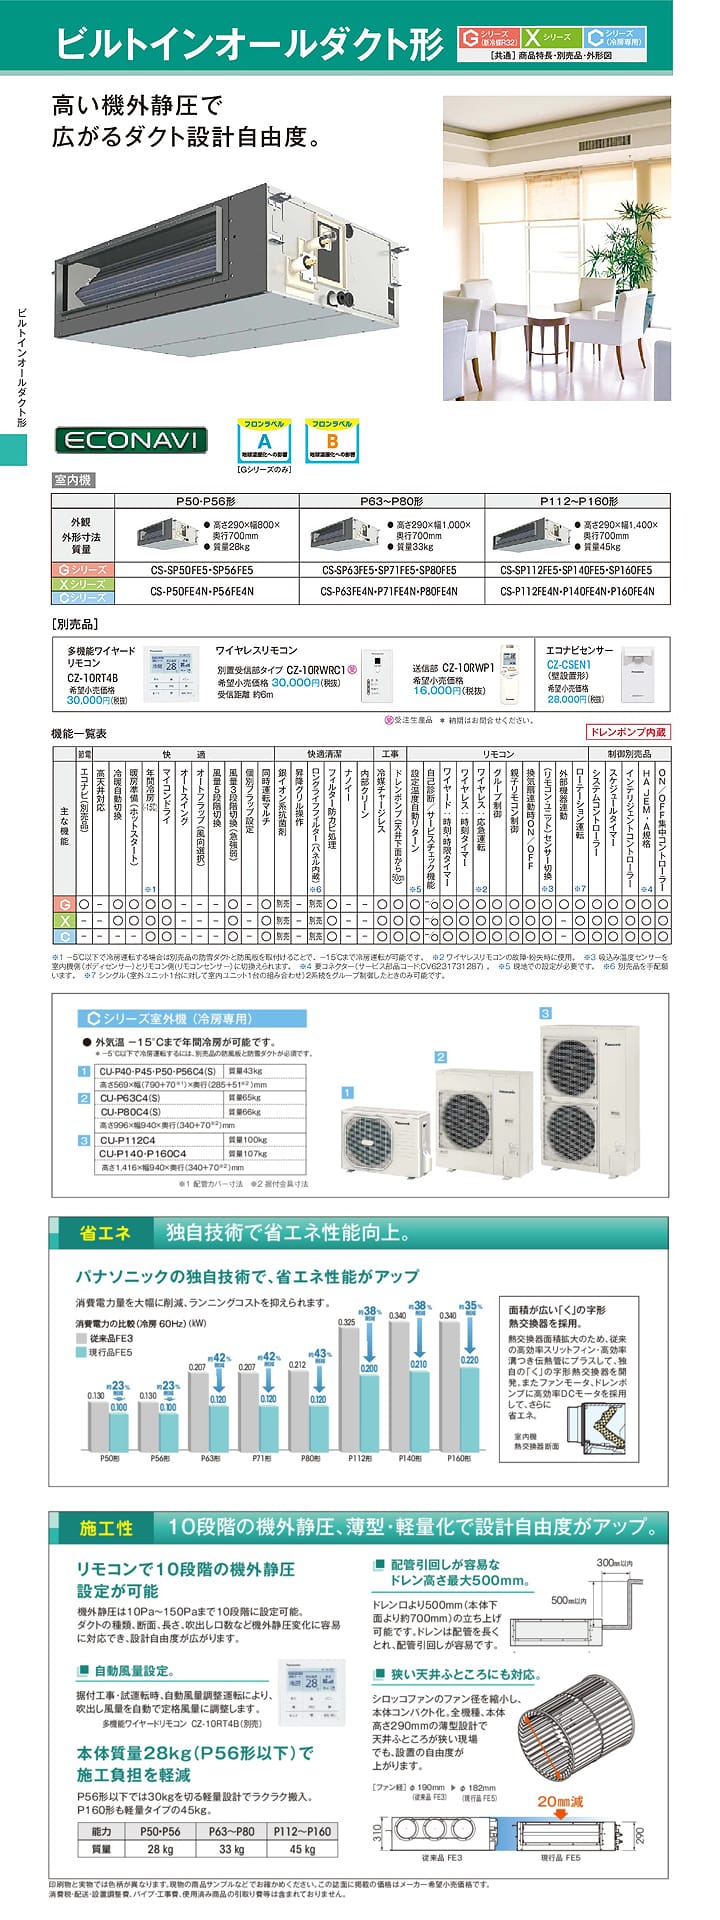 ビルトインオールダクト形
Gシリーズ(新冷媒R32) Xシリーズ Cシリーズ(冷房専用)
[共通] 商品特長・別売品・外形図
高い機外静圧で
広がるダクト設計自由度。
ビルトインオールダクト形
ECONAVI
フロンラベル A 地球温暖化への影響
[Gシリーズのみ]
フロンラベル B 地球温暖化への影響
室内機
P50・P56形 P63〜P80形 P112〜P160形
外観
外形寸法
質量
●高さ290×幅800×
奥行700mm
●質量28kg
●高さ290×幅1,000×
奥行700mm
●質量33kg
●高さ290×幅1,400×
奥行700mm
●質量45kg
Gシリーズ CS-SP50FE5・SP56FE5 CS-SP63FE5・SP71FE5・SP80FE5 CS-SP112FE5・SP140FE5・SP160FE5
Xシリーズ
Cシリーズ
CS-P50FE4N・P56FE4N CS-P63FE4N・P71FE4N・P80FE4N CS-P112FE4N・P140FE4N・P160FE4N
[別売品]
多機能ワイヤード
リモコン
CZ-10RT4B
希望小売価格
30,000円(税抜)
ワイヤレスリモコン
別置受信部タイプ CZ-10RWRC1 受
希望小売価格 30,000円(税抜)
受信距離 約6m
送信部 CZ-10RWP1
希望小売価格
16,000円(税抜)
エコナビセンサー
CZ-CSEN1
(壁設置形)
希望小売価格
28,000円(税抜)
受受注生産品 * 納期はお問合せください。
機能一覧表
ドレンポンプ内蔵
主な機能
節電 快適 快適清潔 工事 リモコン 制御別売品
エコナビ(別売品)
高天井対応
冷暖自動切換
暖房準備(ホットスタート)
年間冷房 ※1
マイコンドライ
オートスイング
オートフラップ(風向選択)
風量5段階切換
風量3段階切換(急強弱)
個別フラップ設定
同時運転マルチ
銀イオン系抗菌剤
昇降グリル操作
ロングライフフィルター(パネル内蔵) ※6
フィルター防カビ処理
ナノイー
内部クリーン
冷媒チャージレス
ドレンポンプ(天井下面から50cm)
設定温度自動リターン ※5
自己診断/サービスチェック機能
ワイヤード:時刻・時限タイマー
ワイヤレス:時刻タイマー
ワイヤレス:応急運転 ※2
グループ制御
親子リモコン制御
換気扇連動時ON/OFF
(リモコン・ユニット)センサー切換 ※3
外部機器連動
ローテーション運転 ※7
システムコントローラー
スケジュールタイマー
インテリジェントコントローラー
HA JEM・A規格 ※4
ON/OFF集中コントローラー
G ○ − ○ ○ ○ ○ − − − ○ − ○ 別売 − 別売 ○ − − ○ ○ ○ −○ ○ ○ ○ ○ ○ ○ ○ ○ ○ ○ ○ ○ ○ ○
X − − ○ ○ ○ ○ − − − ○ − ○ 別売 − 別売 ○ − − ○ ○ ○ −○ ○ ○ ○ ○ ○ ○ ○ − ○ ○ ○ ○ ○ ○
C − − − − ○ ○ − − − ○ − ○ 別売 − 別売 ○ − − ○ ○ ○ −○ ○ ○ ○ ○ ○ ○ ○ − ○ ○ ○ ○ ○ ○
※1 −5℃以下で冷房運転する場合は別売品の防雪ダクトと防風板を取付けることで、−15℃まで冷房運転が可能です。 ※2 ワイヤレスリモコンの故障・紛失時に使用。 ※3 吸込み温度センサーを
室内機側(ボディセンサー)とリモコン側(リモコンセンサー)に切換えられます。 ※4 要コネクター(サービス部品コード:CV6231731287)。 ※5 現地での設定が必要です。 ※6 別売品を手配願
います。 ※7 シングル(室外ユニット1台に対して室内ユニット1台の組み合わせ)2系統をグループ制御したときのみ可能です。
Cシリーズ室外機(冷房専用)
●外気温 −15℃まで年間冷房が可能です。
*−5℃以下で冷房運転するには、別売品の防風板と防雪ダクトが必須です。
1 CU-P40・P45・P50・P56C4(S) 質量43kg
高さ569×幅(790+70※1)×奥行(285+51※2)mm
2 CU-P63C4(S) 質量65kg
CU-P80C4(S) 質量66kg
高さ996×幅940×奥行(340+70※2)mm
3 CU-P112C4 質量100kg
CU-P140・P160C4 質量107kg
高さ1,416×幅940×奥行(340+70※2)mm
※1 配管カバー寸法 ※2 据付金具寸法
1
2
3
省エネ 独自技術で省エネ性能向上。
パナソニックの独自技術で、省エネ性能がアップ
消費電力量を大幅に削減、ランニングコストを抑えられます。
消費電力の比較(冷房 60Hz)(kW)
従来品FE3
現行品FE5
0.130 約23%削減 0.100 P50形
0.130 約23%削減 0.100 P56形
0.207 約42%削減 0.120 P63形
0.207 約42%削減 0.120 P71形
0.212 約43%削減 0.120 P80形
0.325 約38%削減 0.200 P112形
0.340 約38%削減 0.210 P140形
0.340 約35%削減 0.220 P160形
面積が広い「く」の字形
熱交換器を採用。
熱交換器面積拡大のため、従来
の高効率スリットフィン・高効率
溝つき伝熱管にプラスして、独
自の「く」の字形熱交換器を開
発。またファンモータ、ドレンポ
ンプに高効率DCモータを採用
して、さらに
省エネ。
室内機
熱交換器断面
施工性 10段階の機外静圧、薄型・軽量化で設計自由度がアップ。
リモコンで10段階の機外静圧
設定が可能
機外静圧は10Pa〜150Paまで10段階に設定可能。
ダクトの種類、断面、長さ、吹出し口数など機外静圧変化に容易
に対応でき、設計自由度が広がります。
自動風量設定。
据付工事・試運転時、自動風量調整運転により、
吹出し風量を自動で定格風量に調整します。
多機能ワイヤードリモコン CZ-10RT4B(別売)
本体質量28kg(P56形以下)で
施工負担を軽減
P56形以下では30kgを切る軽量設計でラクラク搬入。
P160形も軽量タイプの45kg。
能力 P50・P56 P63〜P80 P112〜P160
質量 28 kg 33 kg 45 kg
配管引回しが容易な
ドレン高さ最大500mm。
ドレン口より500mm(本体下
面より約700mm)の立ち上げ
可能です。ドレンは配管を長く
とれ、配管引回しが容易です。
300mm以内
500mm以内
狭い天井ふところにも対応。
シロッコファンのファン径を縮小し、
本体コンパクト化。全機種、本体
高さ290mmの薄型設計で
天井ふところが狭い現場
でも、設置の自由度が
上がります。
[ファン経] φ190mm ▶ φ182mm
(従来品 FE3) (現行品 FE5)
20mm減
310
290
従来品 FE3 現行品 FE5
印刷物と実物では色柄が異なります。現物の商品サンプルなどでお確かめください。この誌面に掲載の価格はメーカー希望小売価格です。
消費税・配送・設置調整費、パイプ・工事費、使用済み商品の引取り費等は含まれておりません。